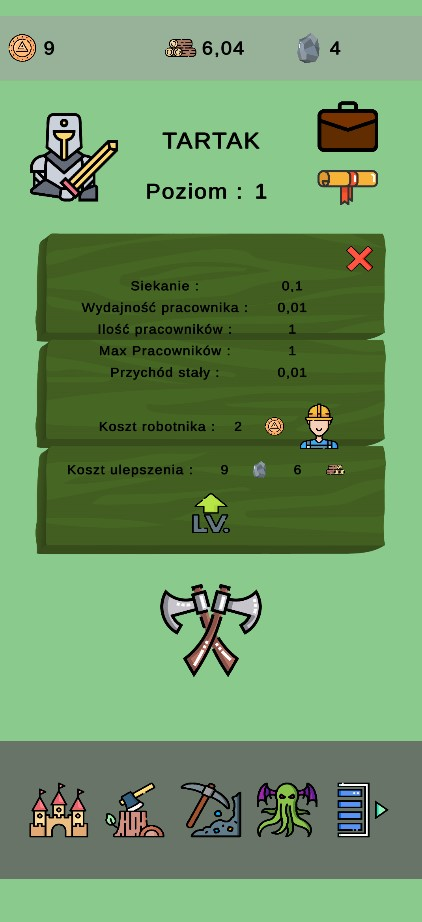 9 6,04 4
TARTAK
Poziom : 1
Siekanie : 0,1
Wydajność pracownika : 0,01
Ilość pracowników : 1
Max Pracowników : 1
Przychód stały : 0,01
Koszt robotnika : 2
Koszt ulepszenia : 9 6
LV.